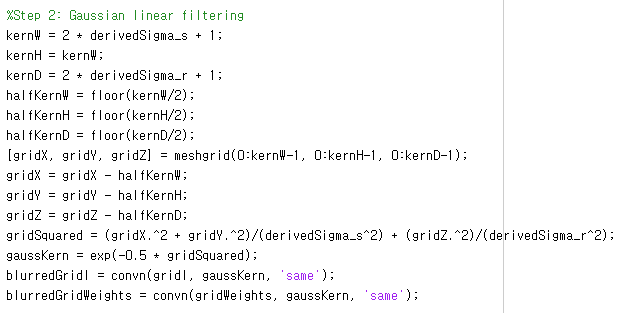 %Step 2: Gaussian linear filtering
kernW = 2 * derivedSigma_s + 1;
kernH = kernW;
kernD = 2 * derivedSigma_r + 1;
halfKernW = floor(kernW/2);
halfKernH = floor(kernH/2);
halfKernD = floor(kernD/2);
[gridX, gridY, gridZ] = meshgrid(0:kernW-1, 0:kernH-1, 0:kernD-1);
gridX = gridX - halfKernW;
gridY = gridY - halfKernH;
gridZ = gridZ - halfKernD;
gridSquared = (gridX.^2 + gridY.^2)/(derivedSigma_s^2) + (gridZ.^2)/(derivedSigma_r^2);
gaussKern = exp(-0.5 * gridSquared);
blurredGridI = convn(gridI, gaussKern, 'same');
blurredGridWeights = convn(gridWeights, gaussKern, 'same');